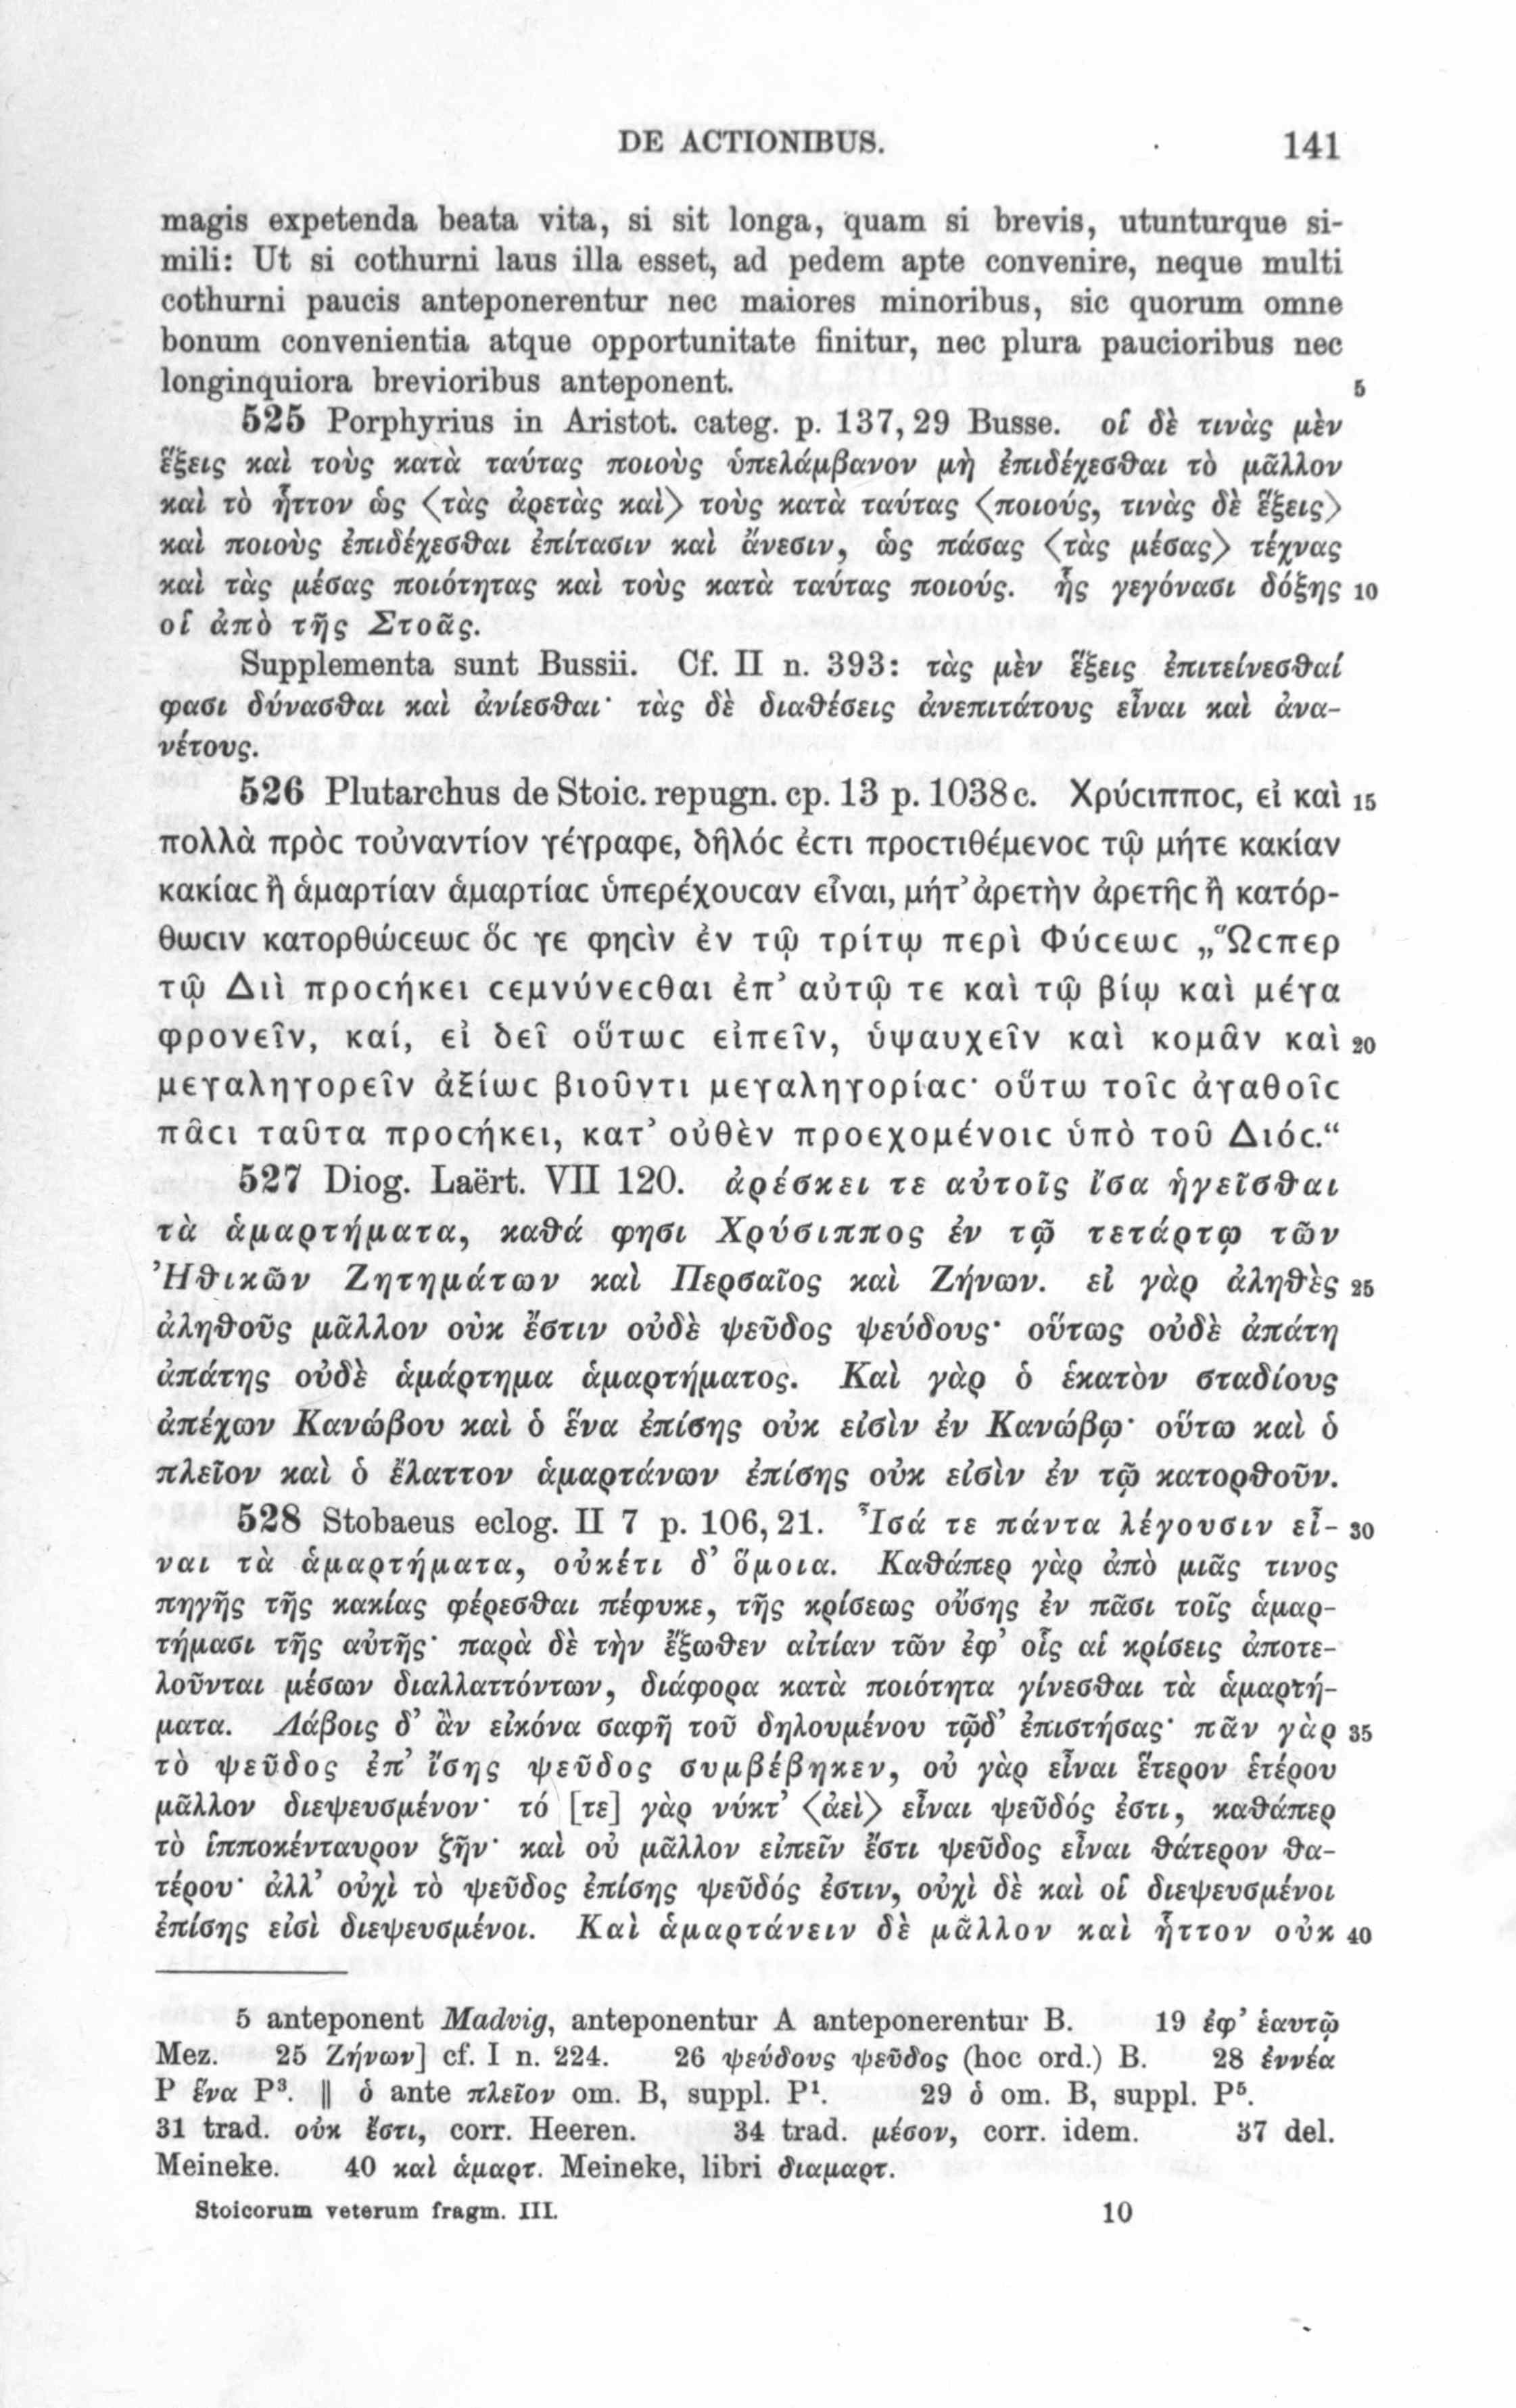 DE ACTIONIBUS. 141
magis expetenda beata vita, si sit longa, quam si brevis, utunturque si-
mili: Ut si cothurni laus illa esset, ad pedem apte convenire, neque multi
cothurni paucis anteponerentur nec maiores minoribus, sic quorum omne
bonum convenientia atque opportunitate finitur, nec plura paucioribus nec
longinquiora brevioribus anteponent. 5
525 Porphyrius in Aristot. categ. p. 137, 29 Busse. οἱ δὲ τινὰς μὲν
ἕξεις καὶ τοὺς κατὰ ταύτας ποιοὺς ὑπελάμβανον μὴ ἐπιδέχεσθαι τὸ μᾶλλον
καὶ τὸ ἧττον ὡς ⟨τὰς ἀρετὰς καὶ⟩ τοὺς κατὰ ταύτας ⟨ποιούς, τινὰς δὲ ἕξεις⟩
καὶ ποιοὺς ἐπιδέχεσθαι ἐπίτασιν καὶ ἄνεσιν, ὡς πάσας ⟨τὰς μέσας⟩ τέχνας
καὶ τὰς μέσας ποιότητας καὶ τοὺς κατὰ ταύτας ποιούς. ἧς γεγόνασι δόξης 10
οἱ ἀπὸ τῆς Στοᾶς.
Supplementa sunt Bussii. Cf. II n. 393: τὰς μὲν ἕξεις ἐπιτείνεσθαί
φασι δύνασθαι καὶ ἀνίεσθαι· τὰς δὲ διαθέσεις ἀνεπιτάτους εἶναι καὶ ἀνα-
νέτους.
526 Plutarchus de Stoic. repugn. cp. 13 p. 1038c. Χρύϲιπποϲ, εἰ καὶ 15
πολλὰ πρὸϲ τοὐναντίον γέγραφε, δῆλόϲ ἐϲτι προϲτιθέμενοϲ τῷ μήτε κακίαν
κακίαϲ ἢ ἁμαρτίαν ἁμαρτίαϲ ὑπερέχουϲαν εἶναι, μήτ’ ἀρετὴν ἀρετῆϲ ἢ κατόρ-
θωϲιν κατορθώϲεωϲ ὅϲ γε φηϲὶν ἐν τῷ τρίτῳ περὶ Φύϲεωϲ „Ὥϲπερ
τῷ Διὶ προϲήκει ϲεμνύνεϲθαι ἐπ’ αὑτῷ τε καὶ τῷ βίῳ καὶ μέγα
φρονεῖν, καί, εἰ δεῖ οὕτωϲ εἰπεῖν, ὑψαυχεῖν καὶ κομᾶν καὶ 20
μεγαληγορεῖν ἀξίωϲ βιοῦντι μεγαληγορίαϲ· οὕτω τοῖϲ ἀγαθοῖϲ
πᾶϲι ταῦτα προϲήκει, κατ’ οὐθὲν προεχομένοιϲ ὑπὸ τοῦ Διόϲ.“
527 Diog. Laërt. VII 120. ἀρέσκει τε αὐτοῖς ἴσα ἡγεῖσθαι
τὰ ἁμαρτήματα, καθά φησι Χρύσιππος ἐν τῷ τετάρτῳ τῶν
Ἠθικῶν Ζητημάτων καὶ Περσαῖος καὶ Ζήνων. εἰ γὰρ ἀληθὲς 25
ἀληθοῦς μᾶλλον οὐκ ἔστιν οὐδὲ ψεῦδος ψεύδους· οὕτως οὐδὲ ἀπάτη
ἀπάτης οὐδὲ ἁμάρτημα ἁμαρτήματος. Καὶ γὰρ ὁ ἑκατὸν σταδίους
ἀπέχων Κανώβου καὶ ὁ ἕνα ἐπίσης οὐκ εἰσὶν ἐν Κανώβῳ· οὕτω καὶ ὁ
πλεῖον καὶ ὁ ἔλαττον ἁμαρτάνων ἐπίσης οὐκ εἰσὶν ἐν τῷ κατορθοῦν.
528 Stobaeus eclog. II 7 p. 106, 21. Ἶσά τε πάντα λέγουσιν εἶ- 30
ναι τὰ ἁμαρτήματα, οὐκέτι δ’ ὅμοια. Καθάπερ γὰρ ἀπὸ μιᾶς τινος
πηγῆς τῆς κακίας φέρεσθαι πέφυκε, τῆς κρίσεως οὔσης ἐν πᾶσι τοῖς ἁμαρ-
τήμασι τῆς αὐτῆς· παρὰ δὲ τὴν ἔξωθεν αἰτίαν τῶν ἐφ’ οἷς αἱ κρίσεις ἀποτε-
λοῦνται μέσων διαλλαττόντων, διάφορα κατὰ ποιότητα γίνεσθαι τὰ ἁμαρτή-
ματα. Λάβοις δ’ ἂν εἰκόνα σαφῆ τοῦ δηλουμένου τῷδ’ ἐπιστήσας· πᾶν γὰρ 35
τὸ ψεῦδος ἐπ’ ἴσης ψεῦδος συμβέβηκεν, οὐ γὰρ εἶναι ἕτερον ἑτέρου
μᾶλλον διεψευσμένον· τό [τε] γὰρ νύκτ’ ⟨ἀεὶ⟩ εἶναι ψεῦδός ἐστι, καθάπερ
τὸ ἱπποκένταυρον ζῆν· καὶ οὐ μᾶλλον εἰπεῖν ἔστι ψεῦδος εἶναι θάτερον θα-
τέρου· ἀλλ’ οὐχὶ τὸ ψεῦδος ἐπίσης ψεῦδός ἐστιν, οὐχὶ δὲ καὶ οἱ διεψευσμένοι
ἐπίσης εἰσὶ διεψευσμένοι. Καὶ ἁμαρτάνειν δὲ μᾶλλον καὶ ἧττον οὐκ 40
5 anteponent Madvig, anteponentur A anteponerentur B. 19 ἐφ’ ἑαυτῷ
Mez. 25 Ζήνων] cf. I n. 224. 26 ψεύδους ψεῦδος (hoc ord.) B. 28 ἐννέα
P ἕνα P³. || ὁ ante πλεῖον om. B, suppl. P¹. 29 ὁ om. B, suppl. P⁵.
31 trad. οὐκ ἔστι, corr. Heeren. 34 trad. μέσον, corr. idem. 37 del.
Meineke. 40 καὶ ἁμαρτ. Meineke, libri διαμαρτ.
Stoicorum veterum fragm. III. 10